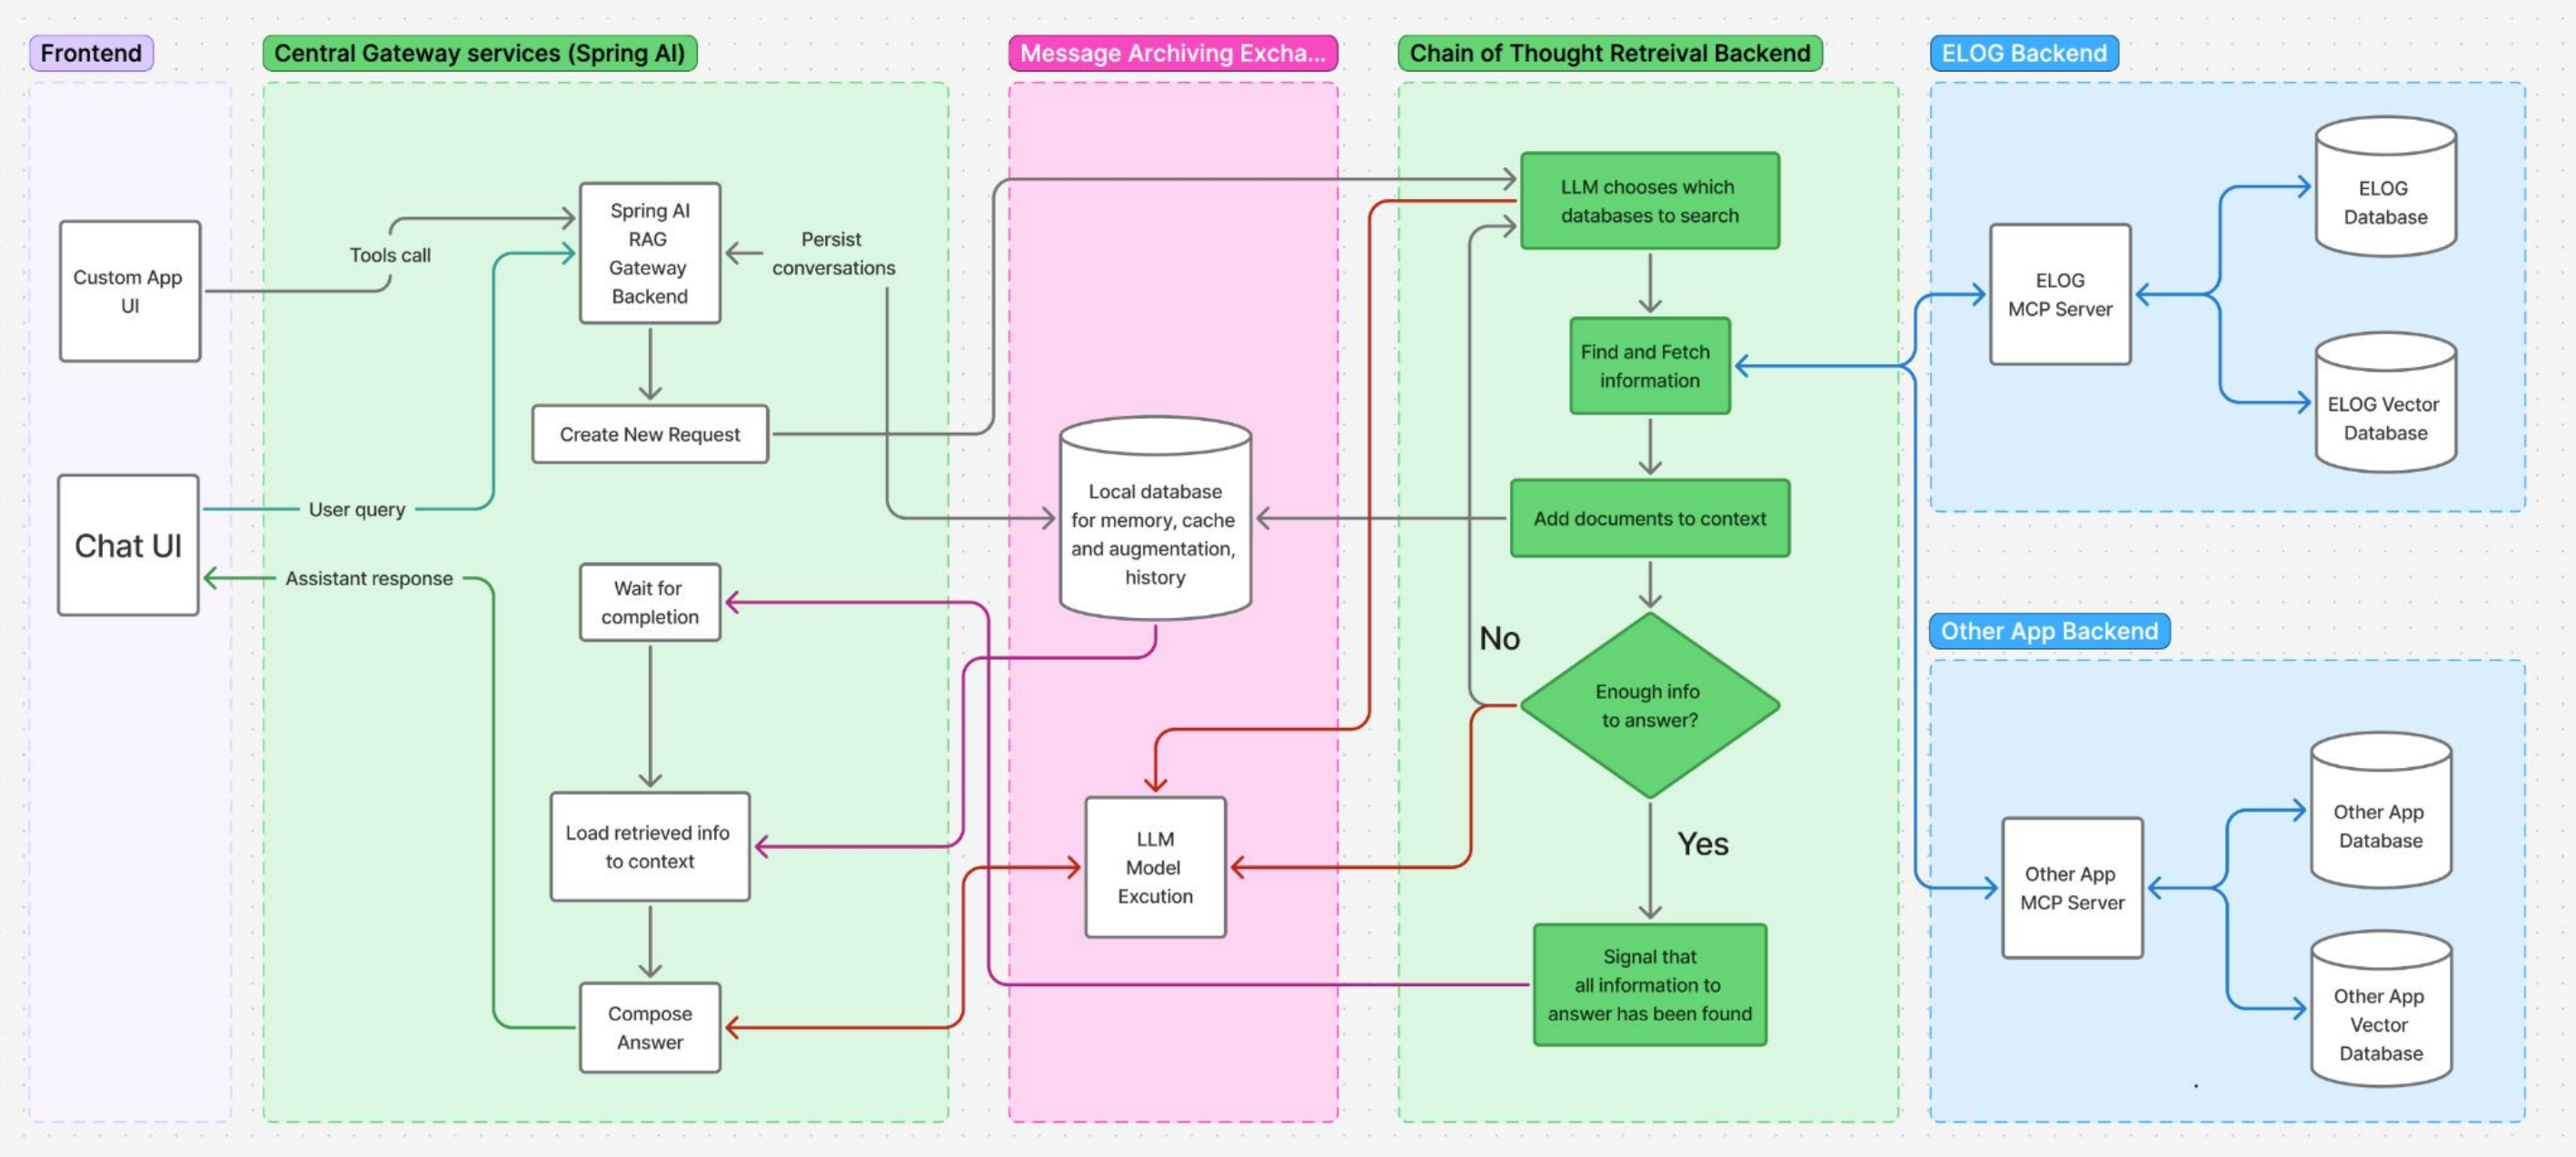 Frontend
Custom App
UI
Chat UI
Central Gateway services (Spring AI)
Tools call
Spring AI
RAG
Gateway
Backend
Persist
conversations
Create New Request
User query
Assistant response
Wait for
completion
Load retrieved info
to context
Compose
Answer
Message Archiving Excha...
Local database
for memory, cache
and augmentation,
history
LLM
Model
Excution
Chain of Thought Retreival Backend
LLM chooses which
databases to search
Find and Fetch
information
Add documents to context
No
Enough info
to answer?
Yes
Signal that
all information to
answer has been found
ELOG Backend
ELOG
MCP Server
ELOG
Database
ELOG Vector
Database
Other App Backend
Other App
MCP Server
Other App
Database
Other App
Vector
Database